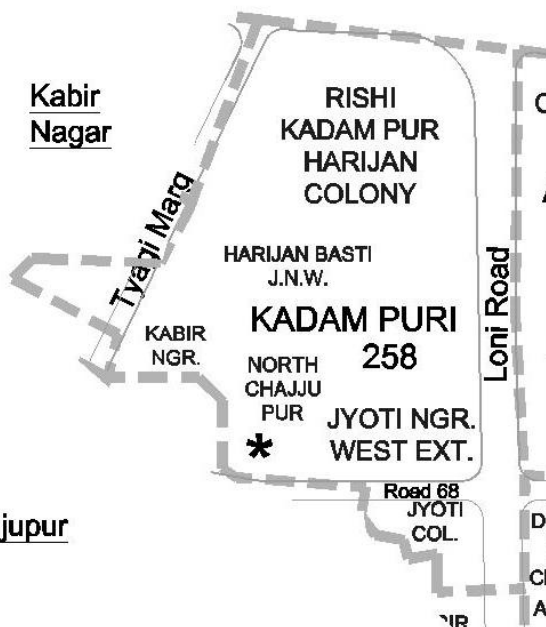 Kabir
Nagar
RISHI
KADAM PUR
HARIJAN
COLONY
Tyagi Marg
HARIJAN BASTI
J.N.W.
KADAM PURI
258
Loni Road
KABIR
NGR.
NORTH
CHAJJU
PUR
*
JYOTI NGR.
WEST EXT.
Road 68
JYOTI
COL.
jupur